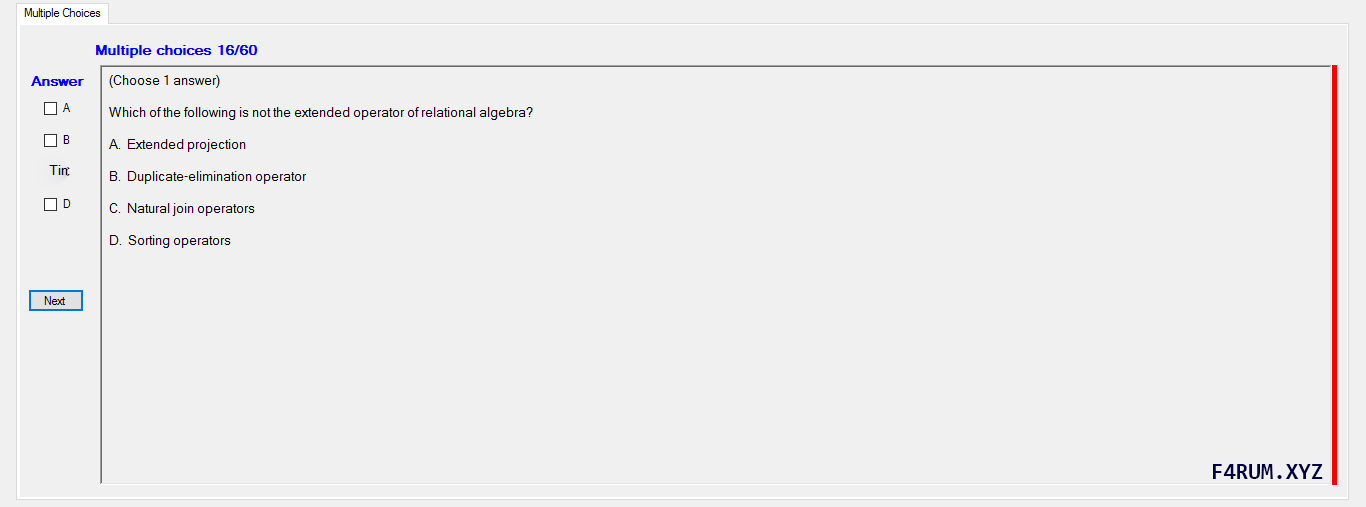 Multiple Choices
Multiple choices 16/60
Answer
(Choose 1 answer)
A
Which of the following is not the extended operator of relational algebra?
B
A. Extended projection
B. Duplicate-elimination operator
D
C. Natural join operators
D. Sorting operators
Next
F4RUM.XYZ